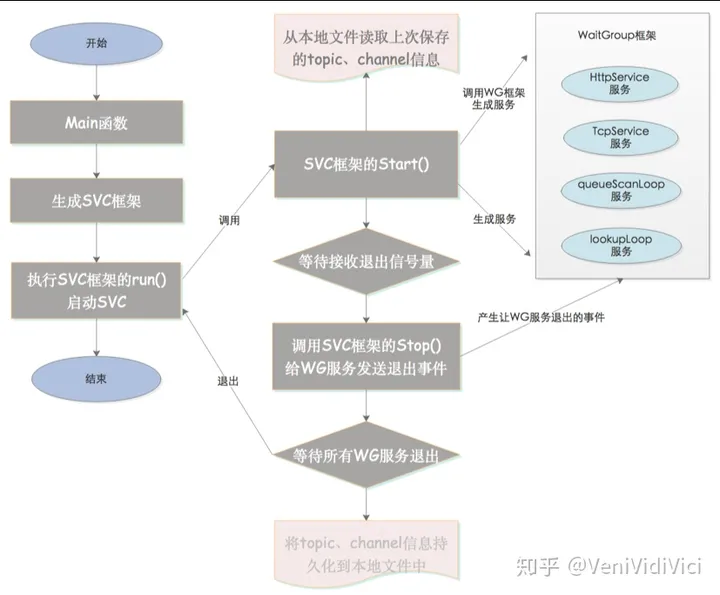 开始
Main函数
生成SVC框架
执行SVC框架的run()
启动SVC
结束
调用
退出
从本地文件读取上次保存
的topic、channel信息
SVC框架的Start()
等待接收退出信号量
调用SVC框架的Stop()
给WG服务发送退出事件
等待所有WG服务退出
将topic、channel信息持
久化到本地文件中
调用WG框架
生成服务
生成服务
产生让WG服务退出的事件
WaitGroup框架
HttpService
服务
TcpService
服务
queueScanLoop
服务
lookupLoop
服务
知乎 @VeniVidiVici